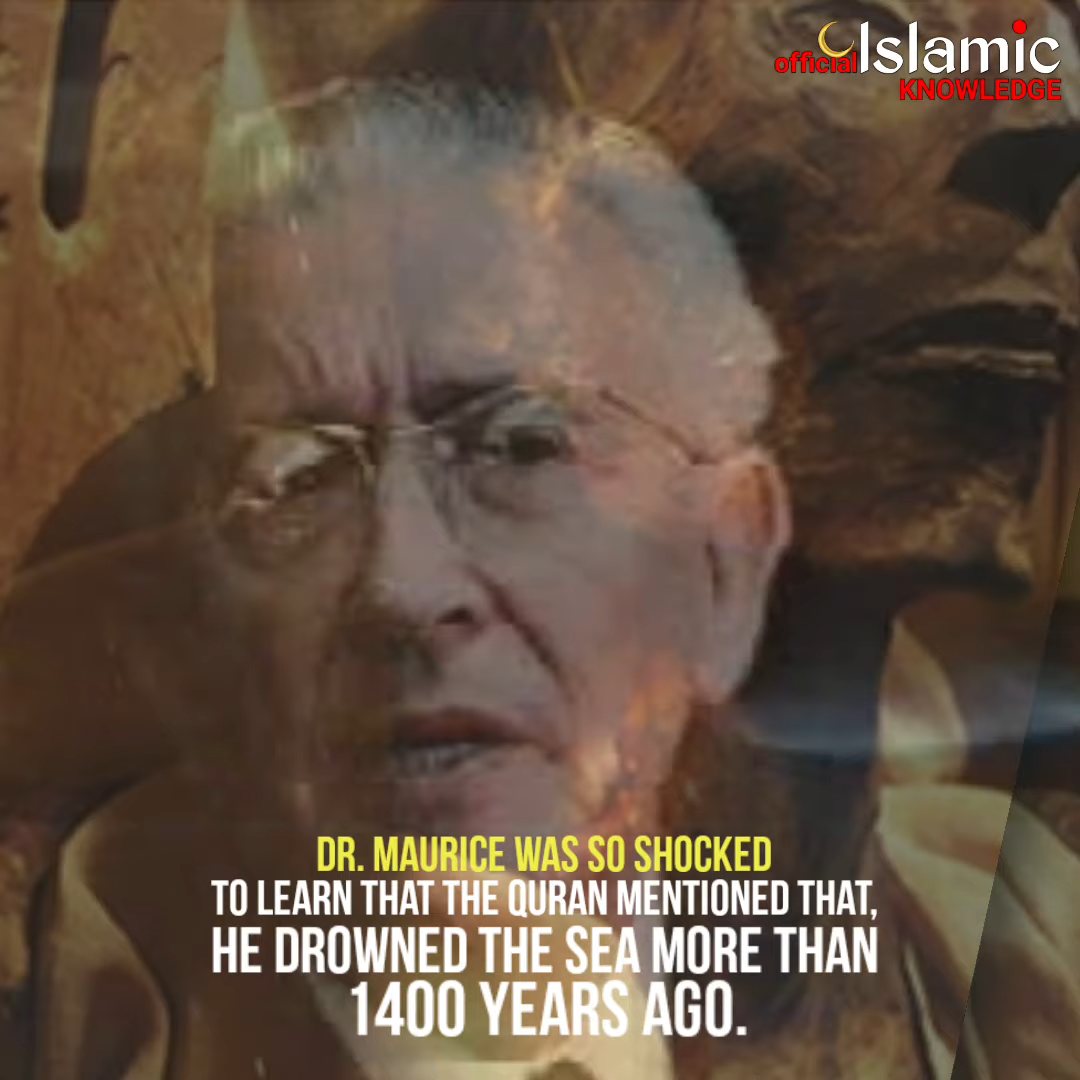 official Islamic
KNOWLEDGE
DR. MAURICE WAS SO SHOCKED
TO LEARN THAT THE QURAN MENTIONED THAT,
HE DROWNED THE SEA MORE THAN
1400 YEARS AGO.